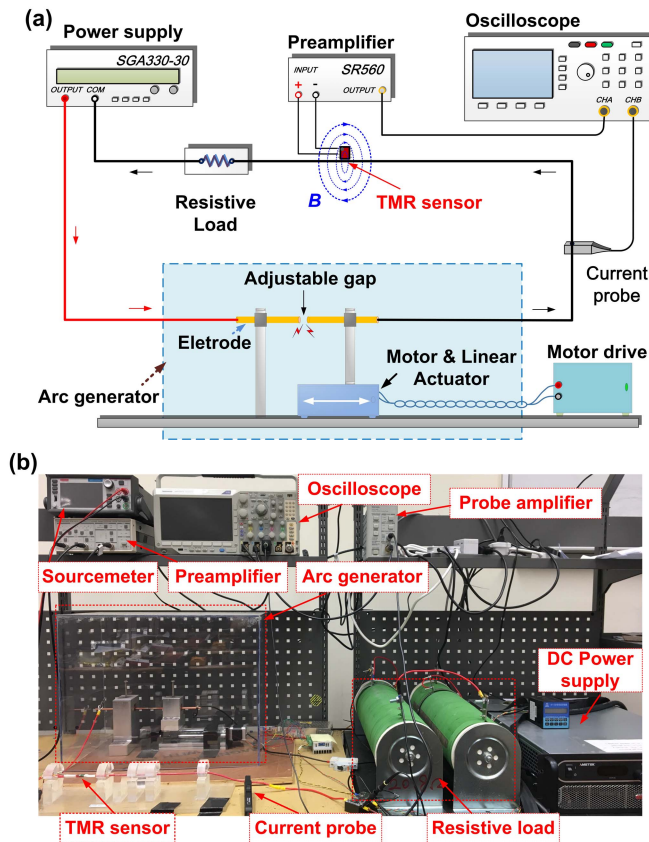 (a)
Power supply
SGA330-30
OUTPUT COM
Preamplifier
INPUT
SR560
+ -
OUTPUT
Oscilloscope
CHA CHB
Resistive
Load
B
TMR sensor
Current
probe
Adjustable gap
Eletrode
Arc generator
Motor & Linear
Actuator
Motor drive
(b)
Oscilloscope
Probe amplifier
Sourcemeter
Preamplifier
Arc generator
DC Power
supply
TMR sensor
Current probe
Resistive load